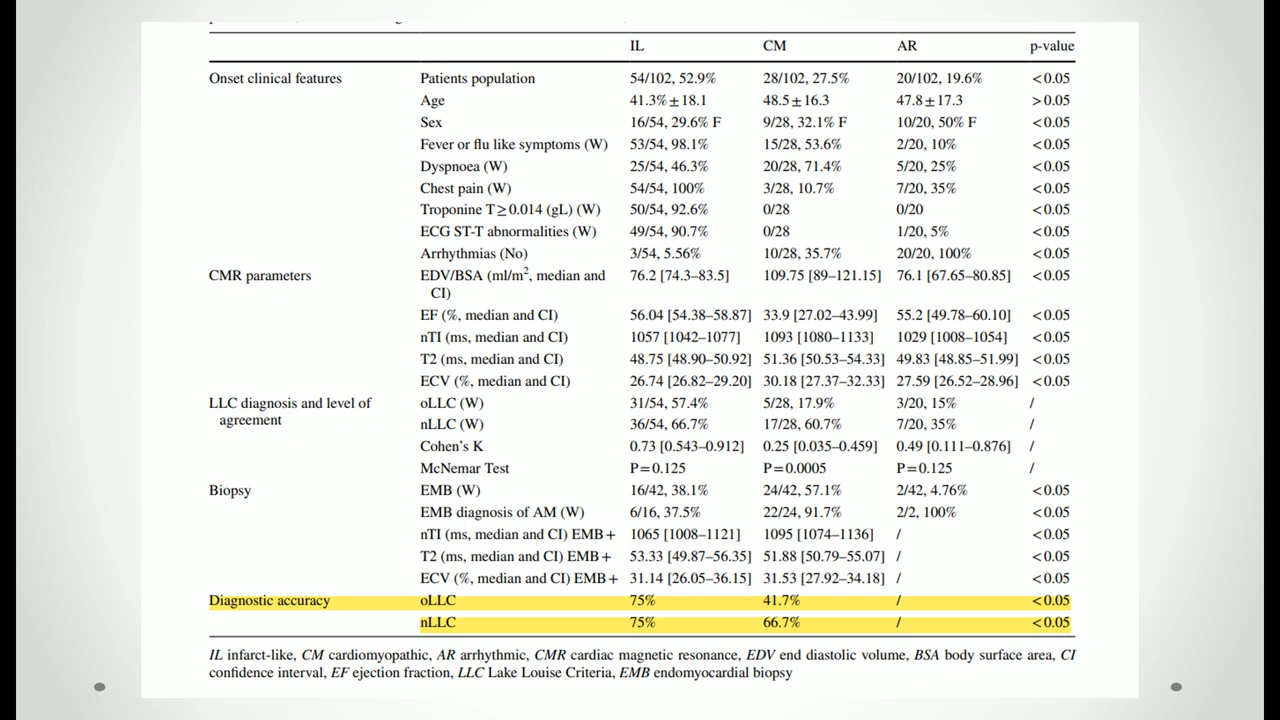 IL CM AR p-value
Onset clinical features Patients population 54/102, 52.9% 28/102, 27.5% 20/102, 19.6% <0.05
Age 41.3%±18.1 48.5±16.3 47.8±17.3 >0.05
Sex 16/54, 29.6% F 9/28, 32.1% F 10/20, 50% F <0.05
Fever or flu like symptoms (W) 53/54, 98.1% 15/28, 53.6% 2/20, 10% <0.05
Dyspnoea (W) 25/54, 46.3% 20/28, 71.4% 5/20, 25% <0.05
Chest pain (W) 54/54, 100% 3/28, 10.7% 7/20, 35% <0.05
Troponine T≥0.014 (gL) (W) 50/54, 92.6% 0/28 0/20 <0.05
ECG ST-T abnormalities (W) 49/54, 90.7% 0/28 1/20, 5% <0.05
Arrhythmias (No) 3/54, 5.56% 10/28, 35.7% 20/20, 100% <0.05
CMR parameters EDV/BSA (ml/m², median and 76.2 [74.3–83.5] 109.75 [89–121.15] 76.1 [67.65–80.85] <0.05
CI)
EF (%, median and CI) 56.04 [54.38–58.87] 33.9 [27.02–43.99] 55.2 [49.78–60.10] <0.05
nTI (ms, median and CI) 1057 [1042–1077] 1093 [1080–1133] 1029 [1008–1054] <0.05
T2 (ms, median and CI) 48.75 [48.90–50.92] 51.36 [50.53–54.33] 49.83 [48.85–51.99] <0.05
ECV (%, median and CI) 26.74 [26.82–29.20] 30.18 [27.37–32.33] 27.59 [26.52–28.96] <0.05
LLC diagnosis and level of oLLC (W) 31/54, 57.4% 5/28, 17.9% 3/20, 15% /
agreement nLLC (W) 36/54, 66.7% 17/28, 60.7% 7/20, 35% /
Cohen's K 0.73 [0.543–0.912] 0.25 [0.035–0.459] 0.49 [0.111–0.876] /
McNemar Test P=0.125 P=0.0005 P=0.125 /
Biopsy EMB (W) 16/42, 38.1% 24/42, 57.1% 2/42, 4.76% <0.05
EMB diagnosis of AM (W) 6/16, 37.5% 22/24, 91.7% 2/2, 100% <0.05
nTI (ms, median and CI) EMB+ 1065 [1008–1121] 1095 [1074–1136] / <0.05
T2 (ms, median and CI) EMB+ 53.33 [49.87–56.35] 51.88 [50.79–55.07] / <0.05
ECV (%, median and CI) EMB+ 31.14 [26.05–36.15] 31.53 [27.92–34.18] / <0.05
Diagnostic accuracy oLLC 75% 41.7% / <0.05
nLLC 75% 66.7% / <0.05
IL infarct-like, CM cardiomyopathic, AR arrhythmic, CMR cardiac magnetic resonance, EDV end diastolic volume, BSA body surface area, CI
confidence interval, EF ejection fraction, LLC Lake Louise Criteria, EMB endomyocardial biopsy